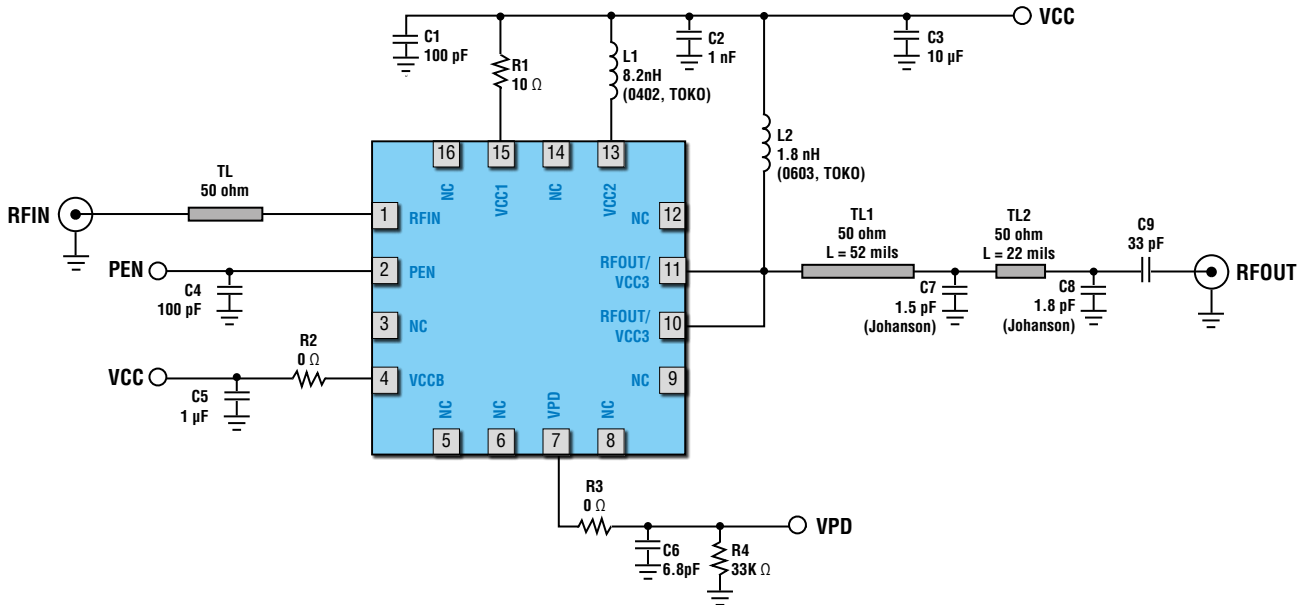 VCC
C1
100 pF
R1
10 Ω
L1
8.2nH
(0402, TOKO)
C2
1 nF
C3
10 µF
L2
1.8 nH
(0603, TOKO)
16
NC
15
VCC1
14
NC
13
VCC2
RFIN
TL
50 ohm
1
RFIN
PEN
C4
100 pF
2
PEN
3
NC
VCC
C5
1 µF
R2
0 Ω
4
VCCB
NC
12
RFOUT/
VCC3
11
RFOUT/
VCC3
10
NC
9
TL1
50 ohm
L = 52 mils
TL2
50 ohm
L = 22 mils
C9
33 pF
RFOUT
C7
1.5 pF
(Johanson)
C8
1.8 pF
(Johanson)
NC
5
NC
6
VPD
7
NC
8
R3
0 Ω
VPD
C6
6.8pF
R4
33K Ω